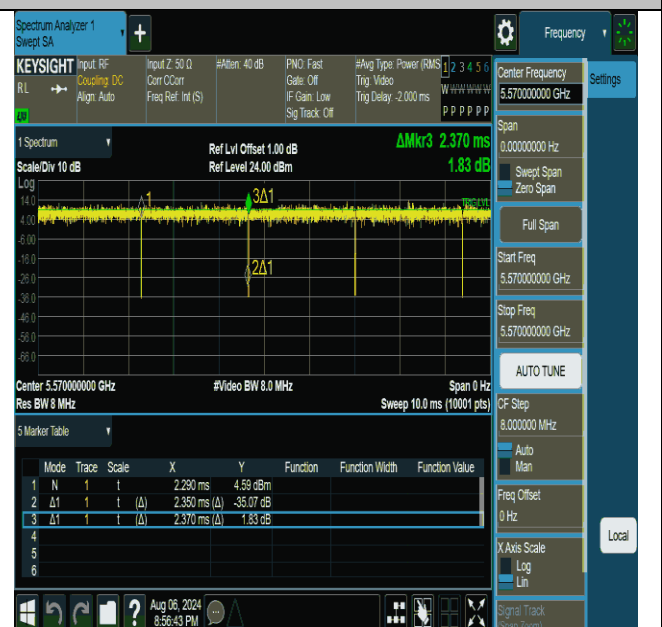 Spectrum Analyzer 1
Swept SA
Frequency
KEYSIGHT
RL
Input: RF
Coupling: DC
Align: Auto
Input Z: 50 Ω
Corr CCorr
Freq Ref: Int (S)
#Atten: 40 dB
PNO: Fast
Gate: Off
IF Gain: Low
Sig Track: Off
#Avg Type: Power (RMS
Trig: Video
Trig Delay: -2.000 ms
1 2 3 4 5 6
W W W W W W
P P P P P P
Center Frequency
5.570000000 GHz
Settings
Span
0.00000000 Hz
Swept Span
Zero Span
Full Span
Start Freq
5.570000000 GHz
Stop Freq
5.570000000 GHz
AUTO TUNE
CF Step
8.000000 MHz
Auto
Man
Freq Offset
0 Hz
X Axis Scale
Log
Lin
Signal Track
(Span Zoom)
Local
1 Spectrum
Scale/Div 10 dB
Ref Lvl Offset 1.00 dB
Ref Level 24.00 dBm
ΔMkr3 2.370 ms
1.83 dB
Log
14.0
4.00
-6.00
-16.0
-26.0
-36.0
-46.0
-56.0
-66.0
1
3Δ1
2Δ1
TRIG LVL
Center 5.570000000 GHz
#Video BW 8.0 MHz
Span 0 Hz
Res BW 8 MHz
Sweep 10.0 ms (10001 pts)
5 Marker Table
Mode Trace Scale X Y Function Function Width Function Value
1 N 1 t 2.290 ms 4.59 dBm
2 Δ1 1 t (Δ) 2.350 ms (Δ) -35.07 dB
3 Δ1 1 t (Δ) 2.370 ms (Δ) 1.83 dB
4
5
6
?
Aug 06, 2024
8:56:43 PM